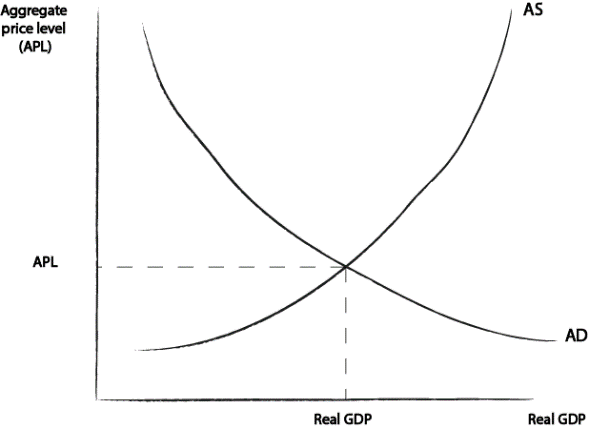 Aggregate
price level
(APL)
AS
APL
AD
Real GDP
Real GDP